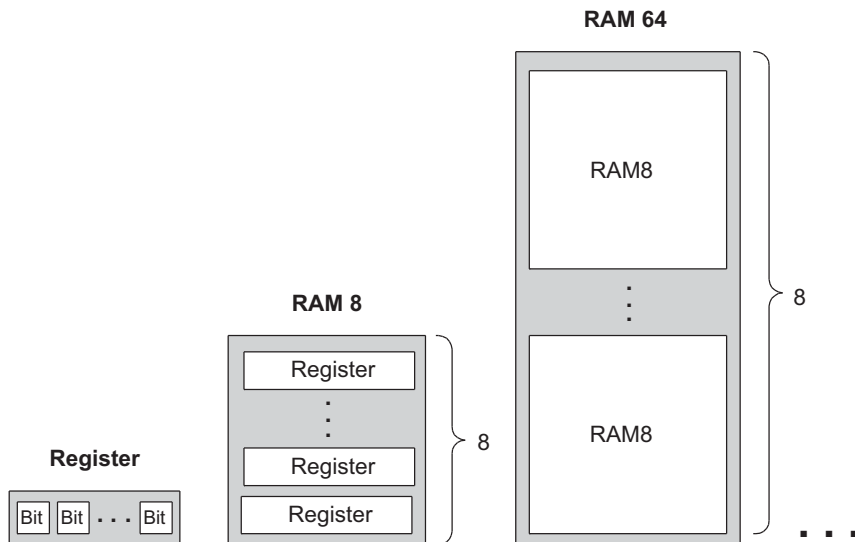 RAM 64
RAM8
.
.
.
8
RAM8
RAM 8
Register
.
.
.
Register
Register
8
Register
Bit Bit . . . Bit
. . .